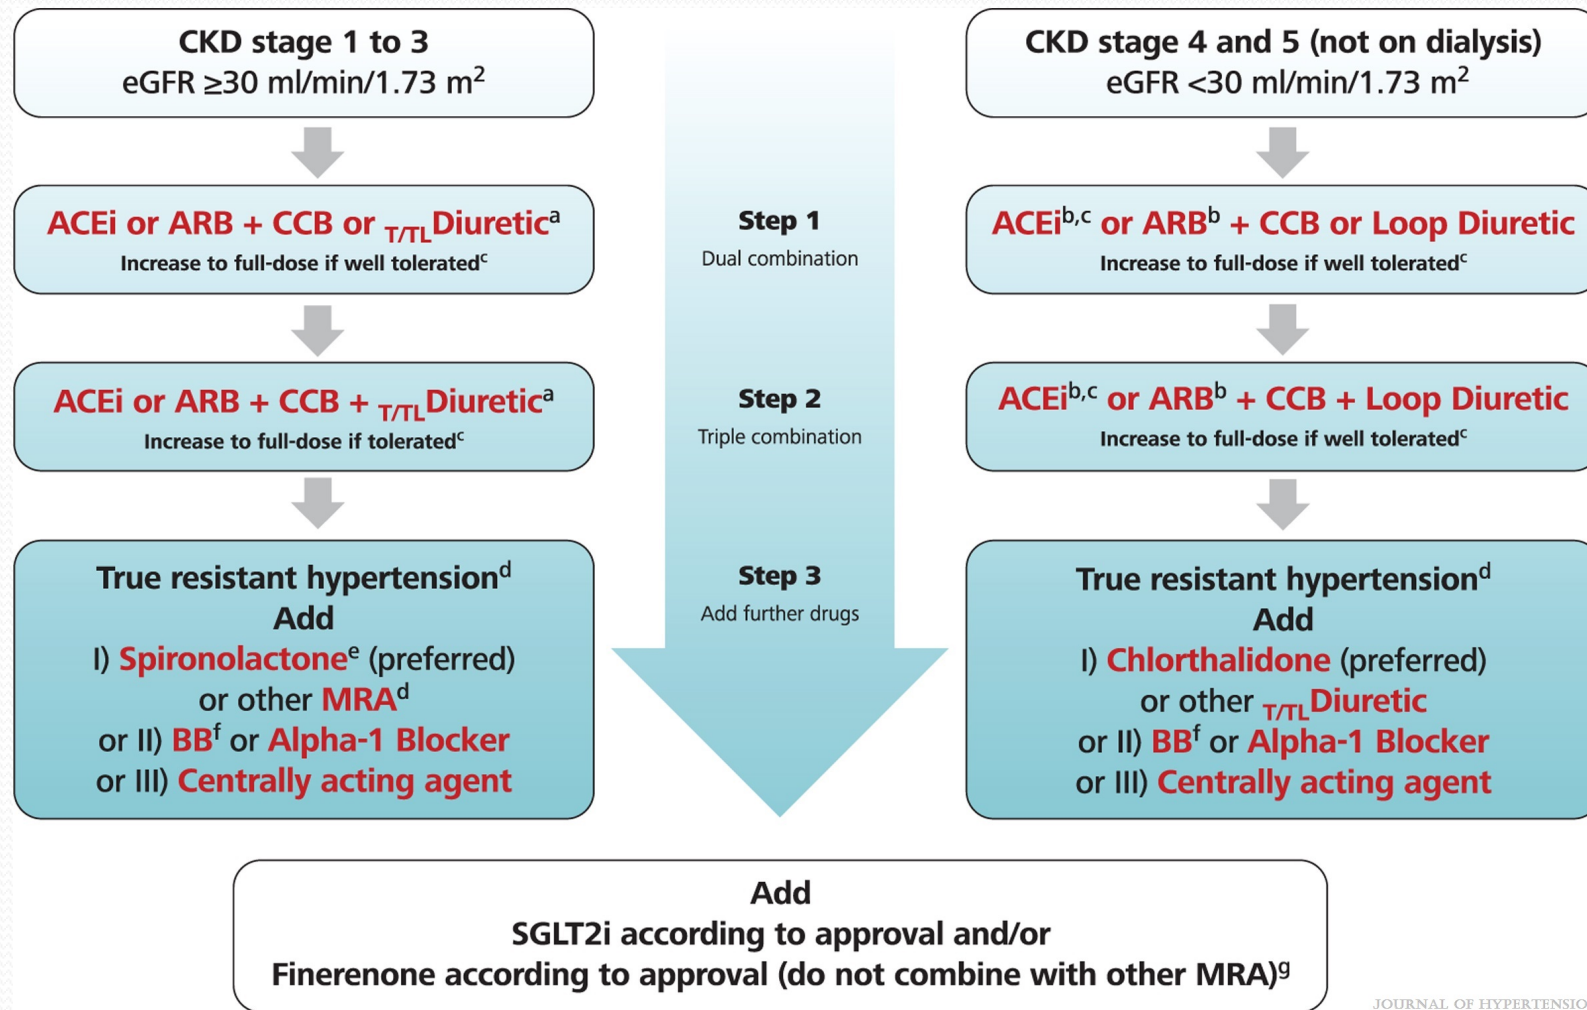 CKD stage 1 to 3
eGFR ≥30 ml/min/1.73 m²
ACEi or ARB + CCB or T/TLDiureticᵃ
Increase to full-dose if well toleratedᶜ
ACEi or ARB + CCB + T/TLDiureticᵃ
Increase to full-dose if toleratedᶜ
True resistant hypertensionᵈ
Add
I) Spironolactoneᵉ (preferred)
or other MRAᵈ
or II) BBᶠ or Alpha-1 Blocker
or III) Centrally acting agent
Step 1
Dual combination
Step 2
Triple combination
Step 3
Add further drugs
CKD stage 4 and 5 (not on dialysis)
eGFR <30 ml/min/1.73 m²
ACEiᵇ,ᶜ or ARBᵇ + CCB or Loop Diuretic
Increase to full-dose if well toleratedᶜ
ACEiᵇ,ᶜ or ARBᵇ + CCB + Loop Diuretic
Increase to full-dose if well toleratedᶜ
True resistant hypertensionᵈ
Add
I) Chlorthalidone (preferred)
or other T/TLDiuretic
or II) BBᶠ or Alpha-1 Blocker
or III) Centrally acting agent
Add
SGLT2i according to approval and/or
Finerenone according to approval (do not combine with other MRA)ᵍ
JOURNAL OF HYPERTENSIO